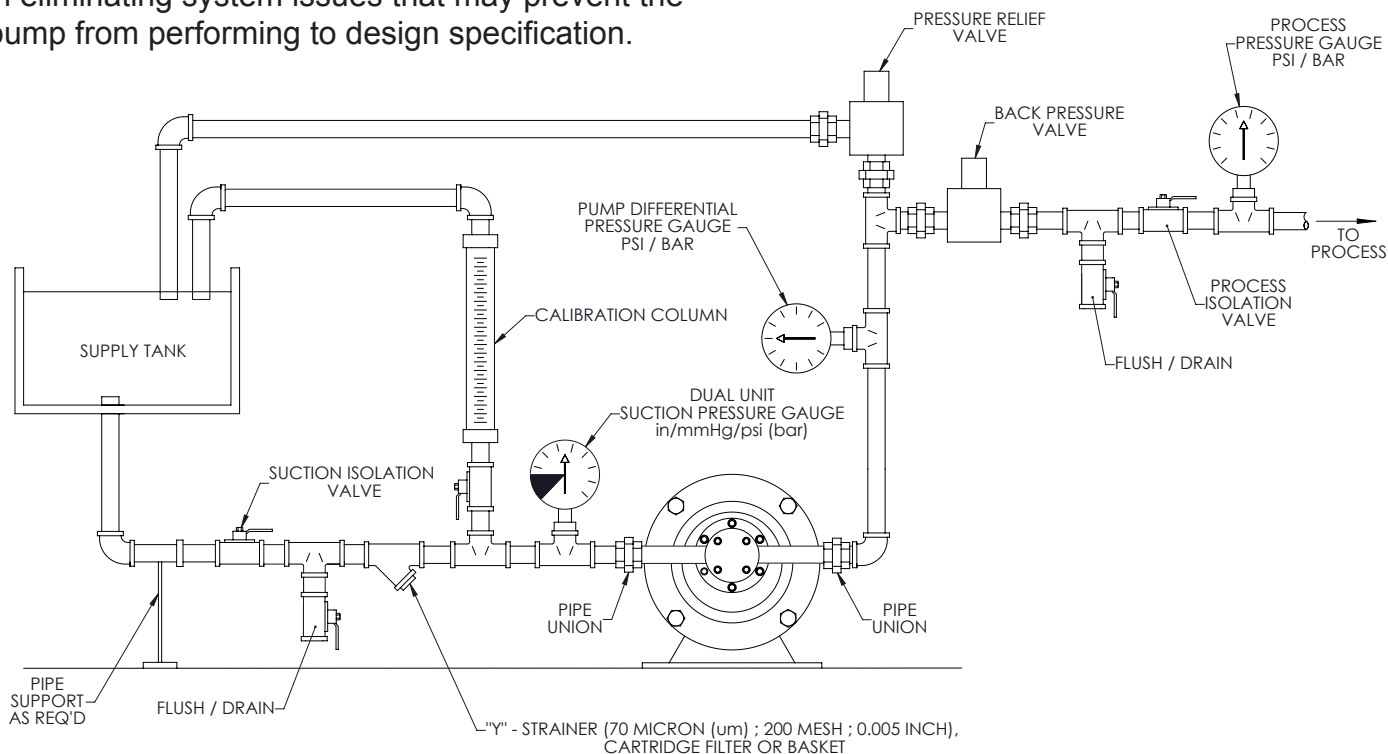 eliminating system issues that may prevent the
pump from performing to design specification.
PRESSURE RELIEF
VALVE
PROCESS
PRESSURE GAUGE
PSI / BAR
BACK PRESSURE
VALVE
PUMP DIFFERENTIAL
PRESSURE GAUGE
PSI / BAR
TO
PROCESS
PROCESS
ISOLATION
VALVE
CALIBRATION COLUMN
SUPPLY TANK
FLUSH / DRAIN
DUAL UNIT
SUCTION PRESSURE GAUGE
in/mmHg/psi (bar)
SUCTION ISOLATION
VALVE
PIPE
UNION
PIPE
UNION
PIPE
SUPPORT
AS REQ'D
FLUSH / DRAIN
"Y" - STRAINER (70 MICRON (um) ; 200 MESH ; 0.005 INCH),
CARTRIDGE FILTER OR BASKET